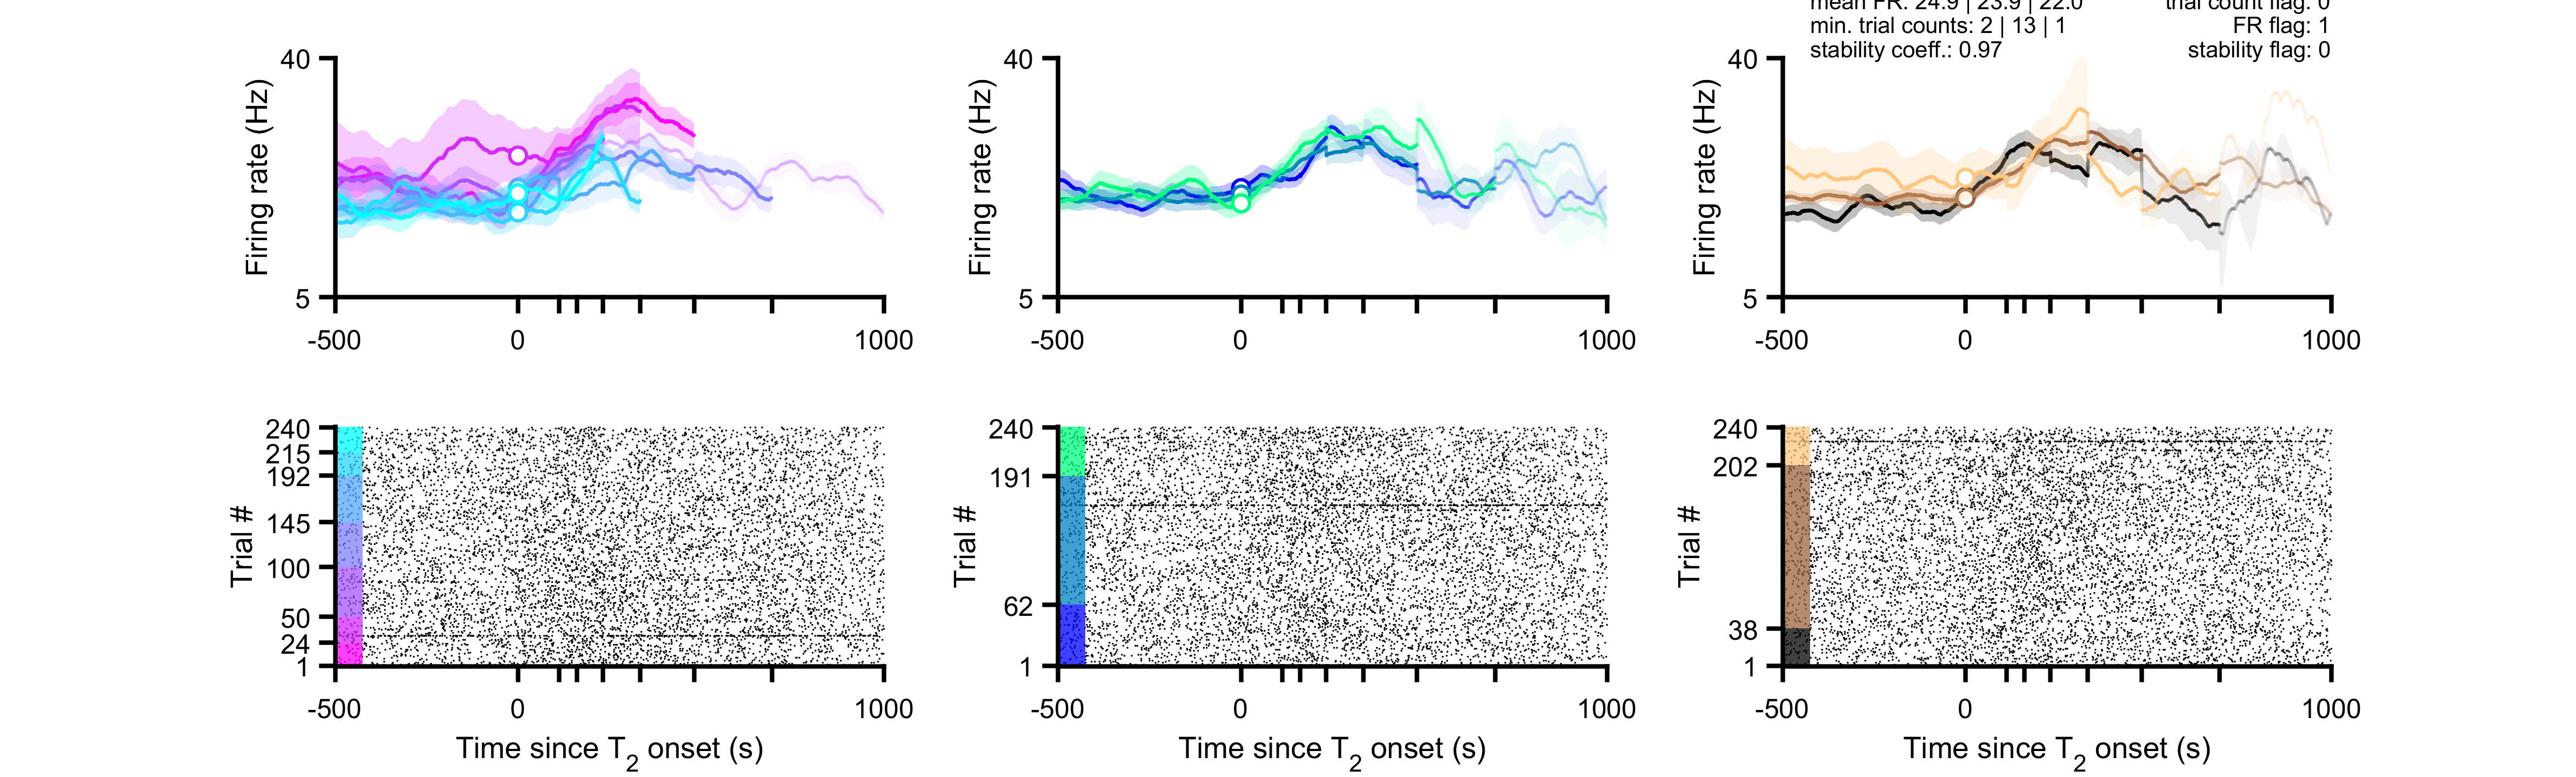 mean FR: 24.9 | 23.9 | 22.0
trial count flag: 0
min. trial counts: 2 | 13 | 1
FR flag: 1
stability coeff.: 0.97
stability flag: 0
40
Firing rate (Hz)
5
-500
0
1000
40
Firing rate (Hz)
5
-500
0
1000
40
Firing rate (Hz)
5
-500
0
1000
240
215
192
145
100
50
24
1
Trial #
-500
0
1000
Time since T2 onset (s)
240
191
62
1
Trial #
-500
0
1000
Time since T2 onset (s)
240
202
38
1
Trial #
-500
0
1000
Time since T2 onset (s)